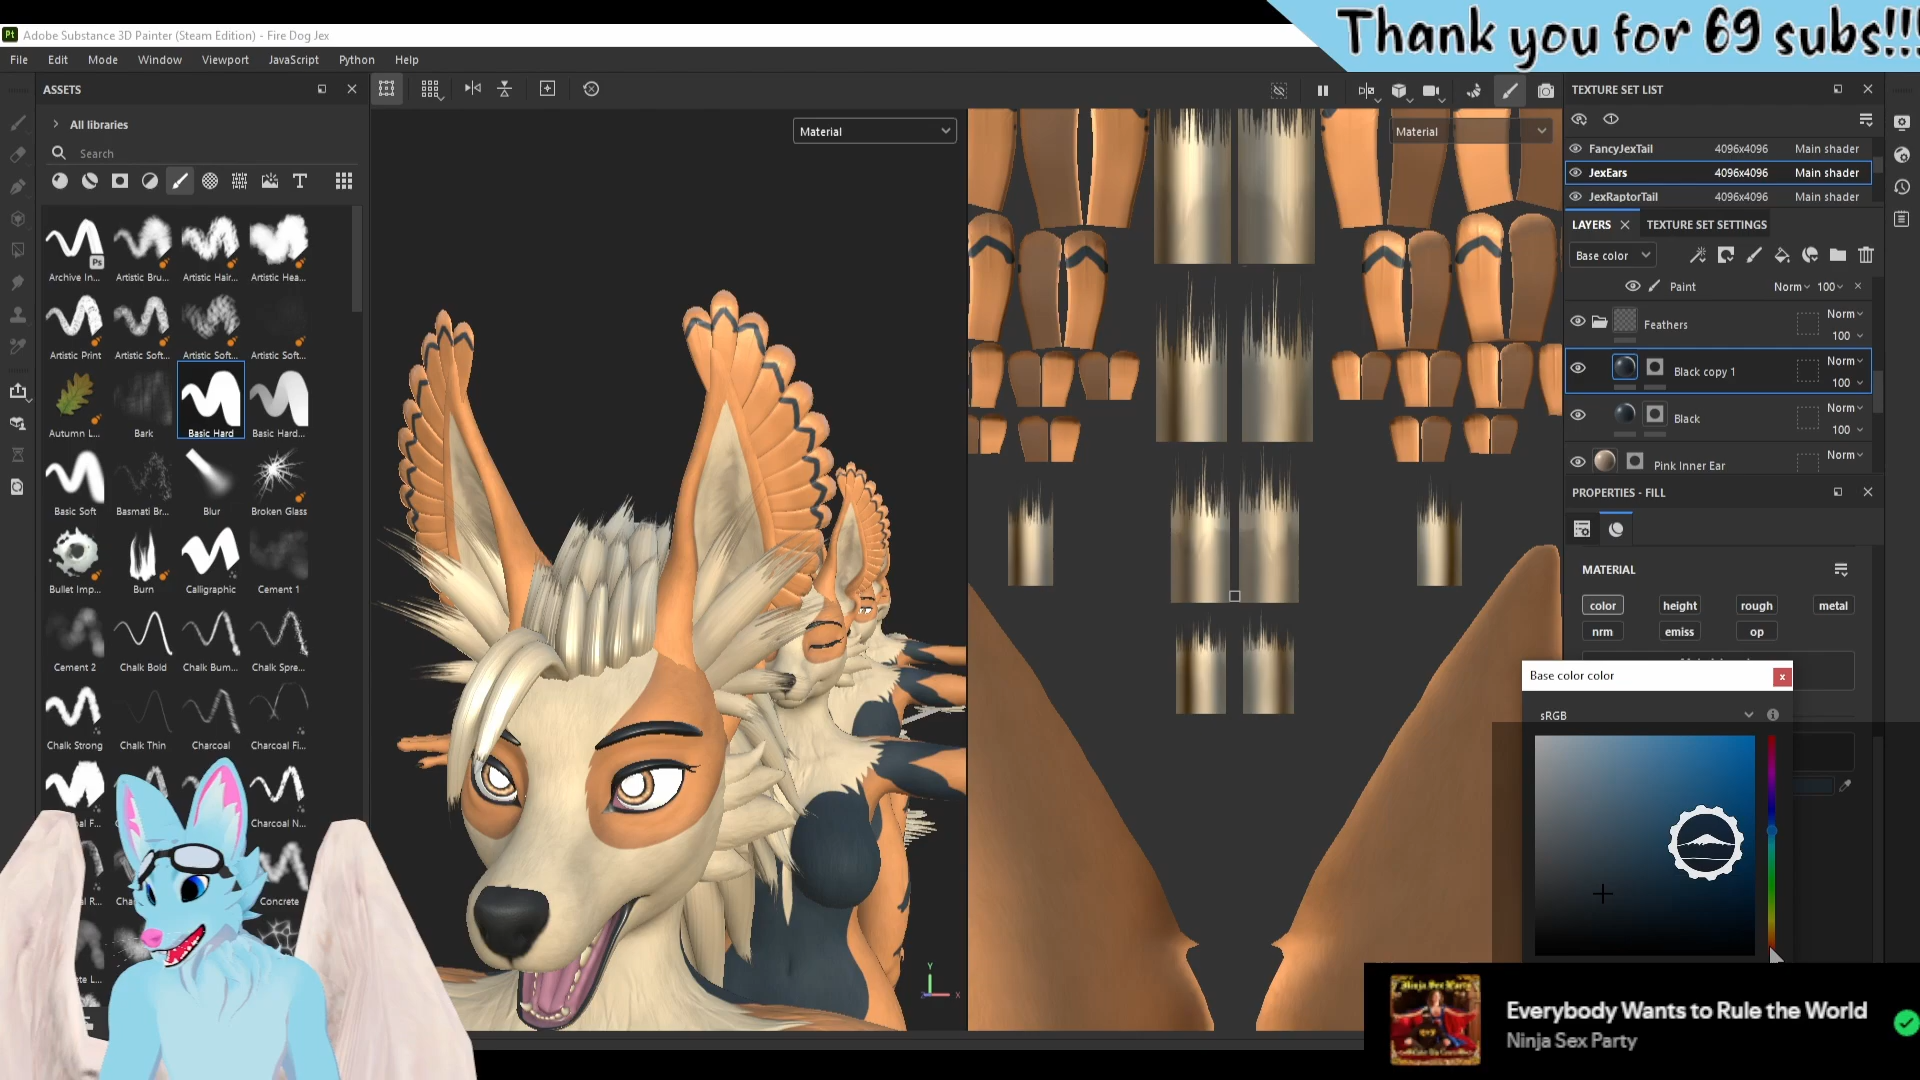 Thank you for 69 subs!!!
Pt Adobe Substance 3D Painter (Steam Edition) - Fire Dog Jex
File Edit Mode Window Viewport JavaScript Python Help
ASSETS
All libraries
Search
Archive In... Artistic Bru... Artistic Hair... Artistic Hea...
Artistic Print Artistic Soft... Artistic Soft... Artistic Soft...
Autumn L... Bark Basic Hard Basic Hard...
Basic Soft Basmati Br... Blur Broken Glass
Bullet Imp... Burn Calligraphic Cement 1
Cement 2 Chalk Bold Chalk Bum... Chalk Spre...
Chalk Strong Chalk Thin Charcoal Charcoal Fi...
Charcoal N...
Concrete
Material
Material
Y
X
TEXTURE SET LIST
FancyJexTail 4096x4096 Main shader
JexEars 4096x4096 Main shader
JexRaptorTail 4096x4096 Main shader
LAYERS TEXTURE SET SETTINGS
Base color
Paint Norm 100
Feathers Norm 100
Black copy 1 Norm 100
Black Norm 100
Pink Inner Ear Norm
PROPERTIES - FILL
MATERIAL
color height rough metal
nrm emiss op
Base color color
sRGB
Everybody Wants to Rule the World
Ninja Sex Party